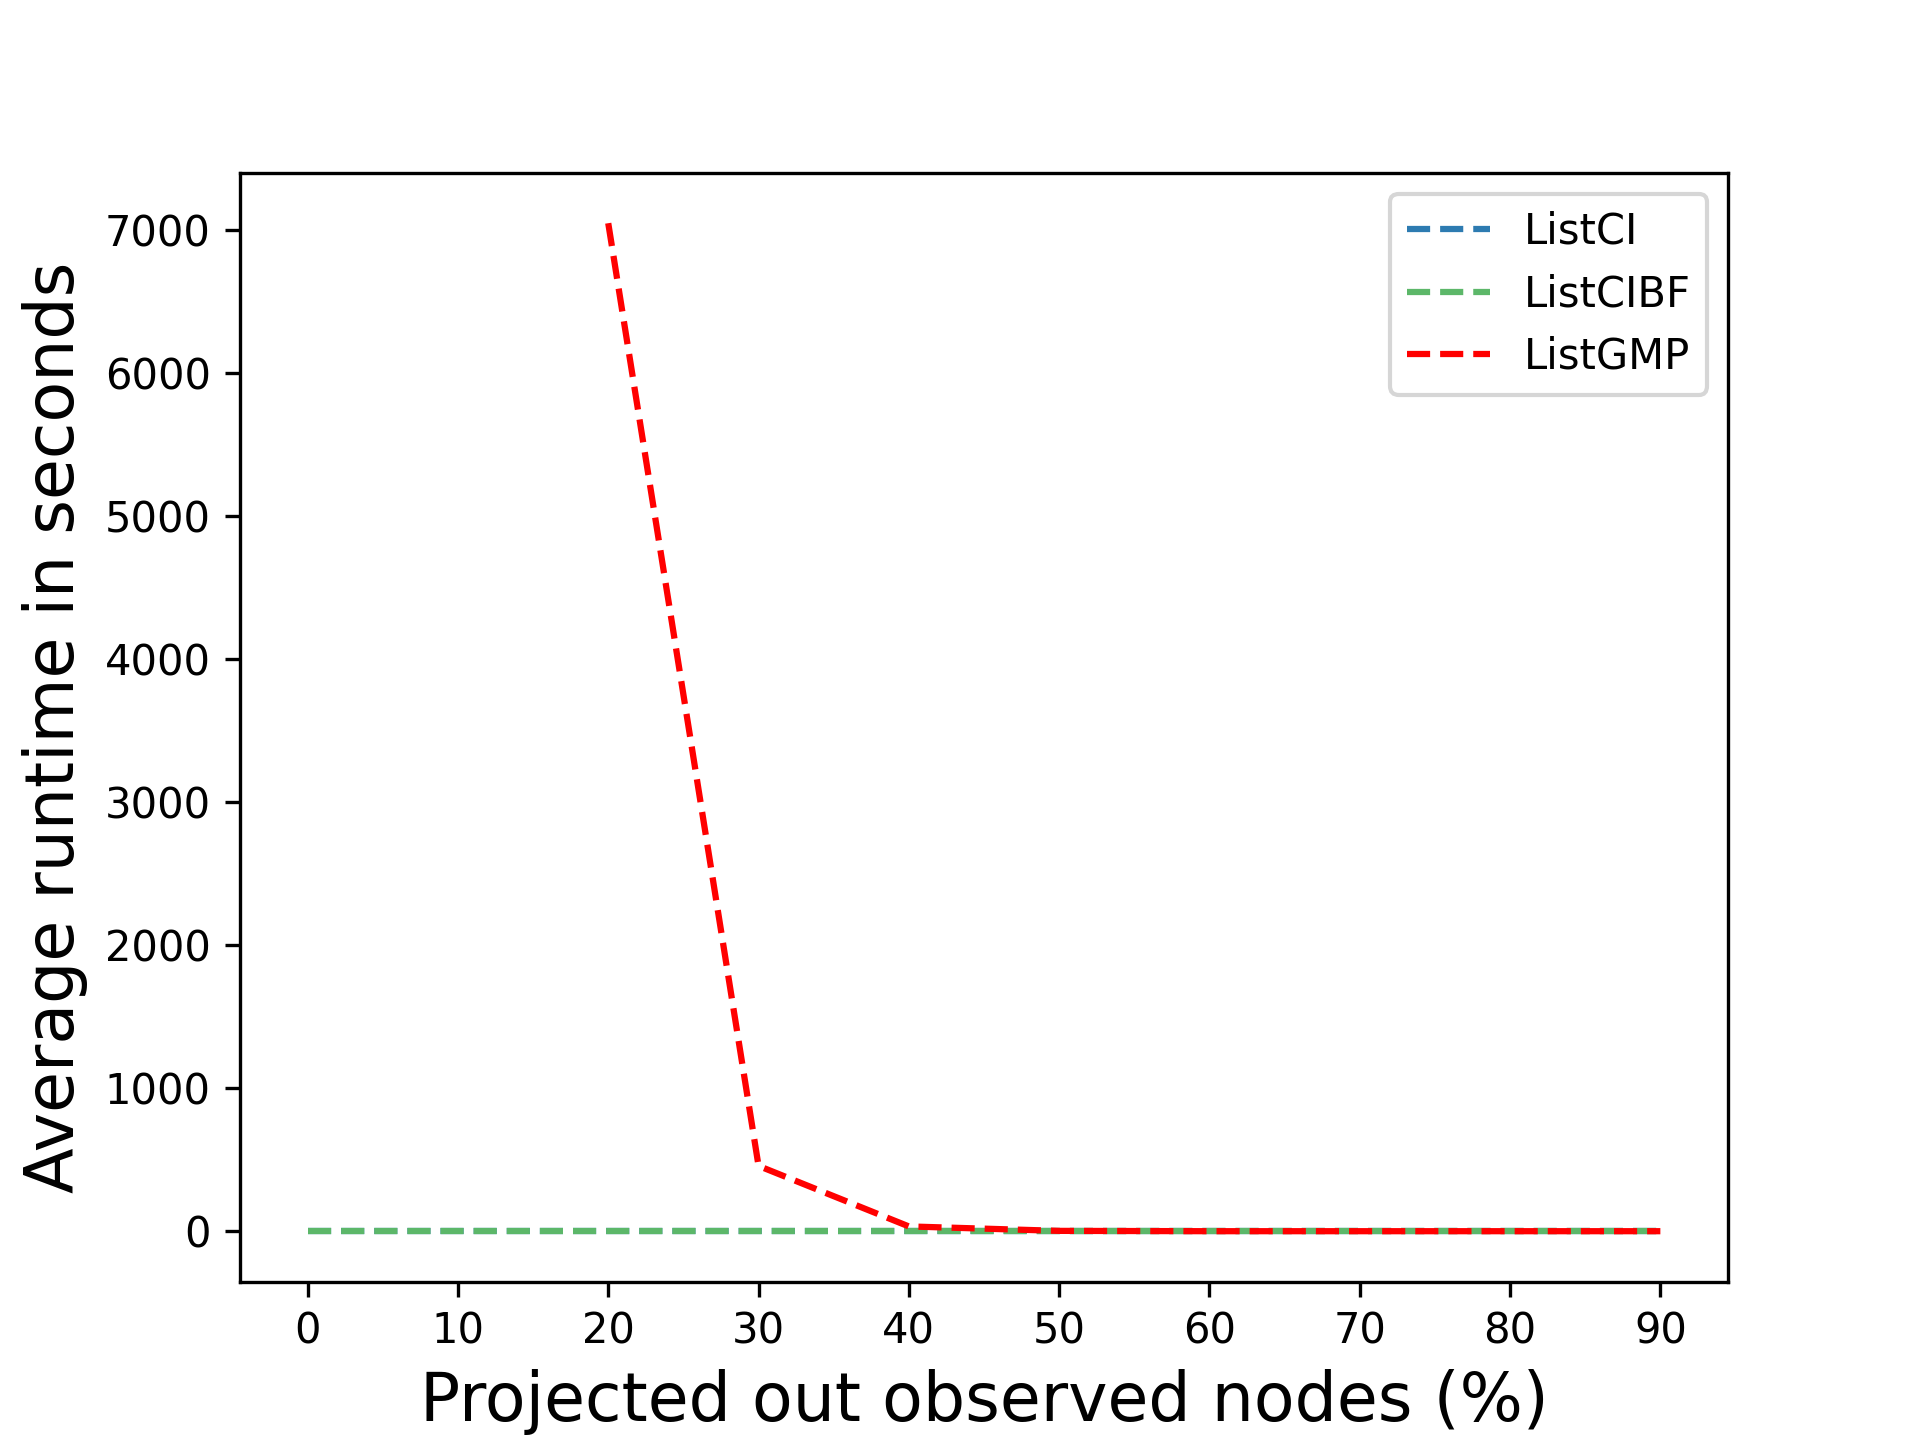 ListCI
ListCIBF
ListGMP
Average runtime in seconds
7000
6000
5000
4000
3000
2000
1000
0
0 10 20 30 40 50 60 70 80 90
Projected out observed nodes (%)